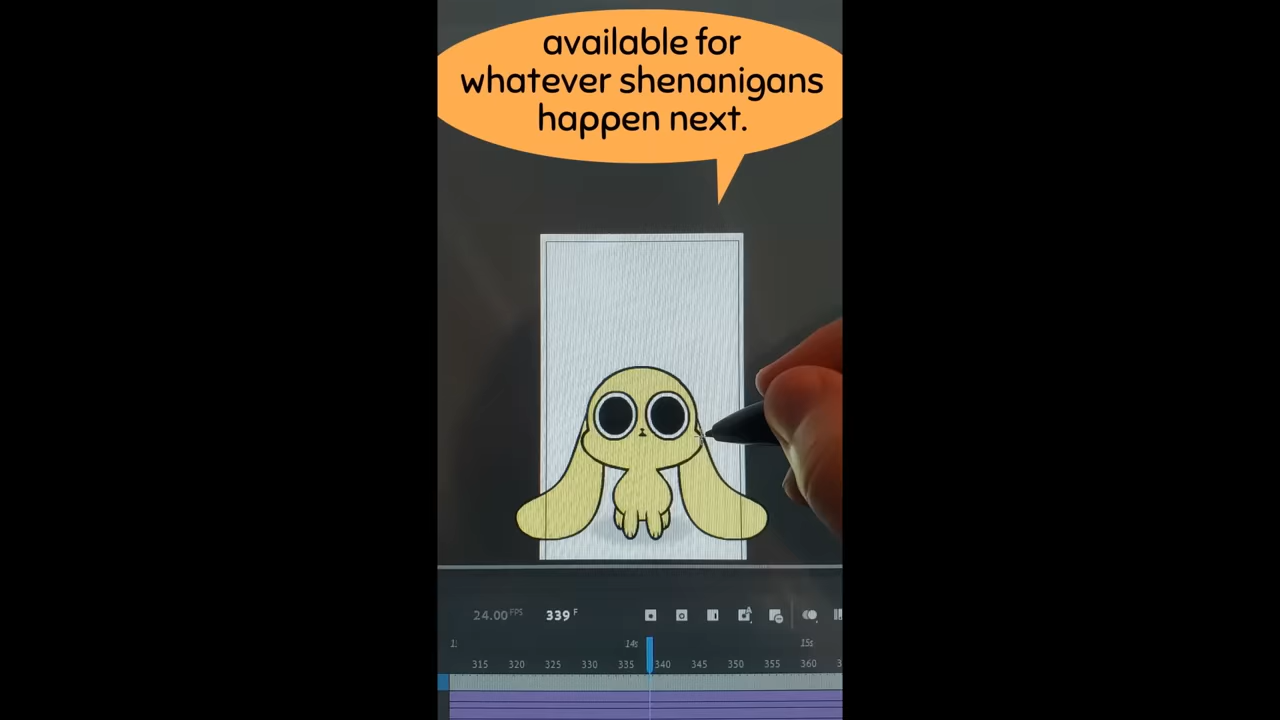 available for
whatever shenanigans
happen next.
24.00 FPS 339 F
14s 15s
315 320 325 330 335 340 345 350 355 360